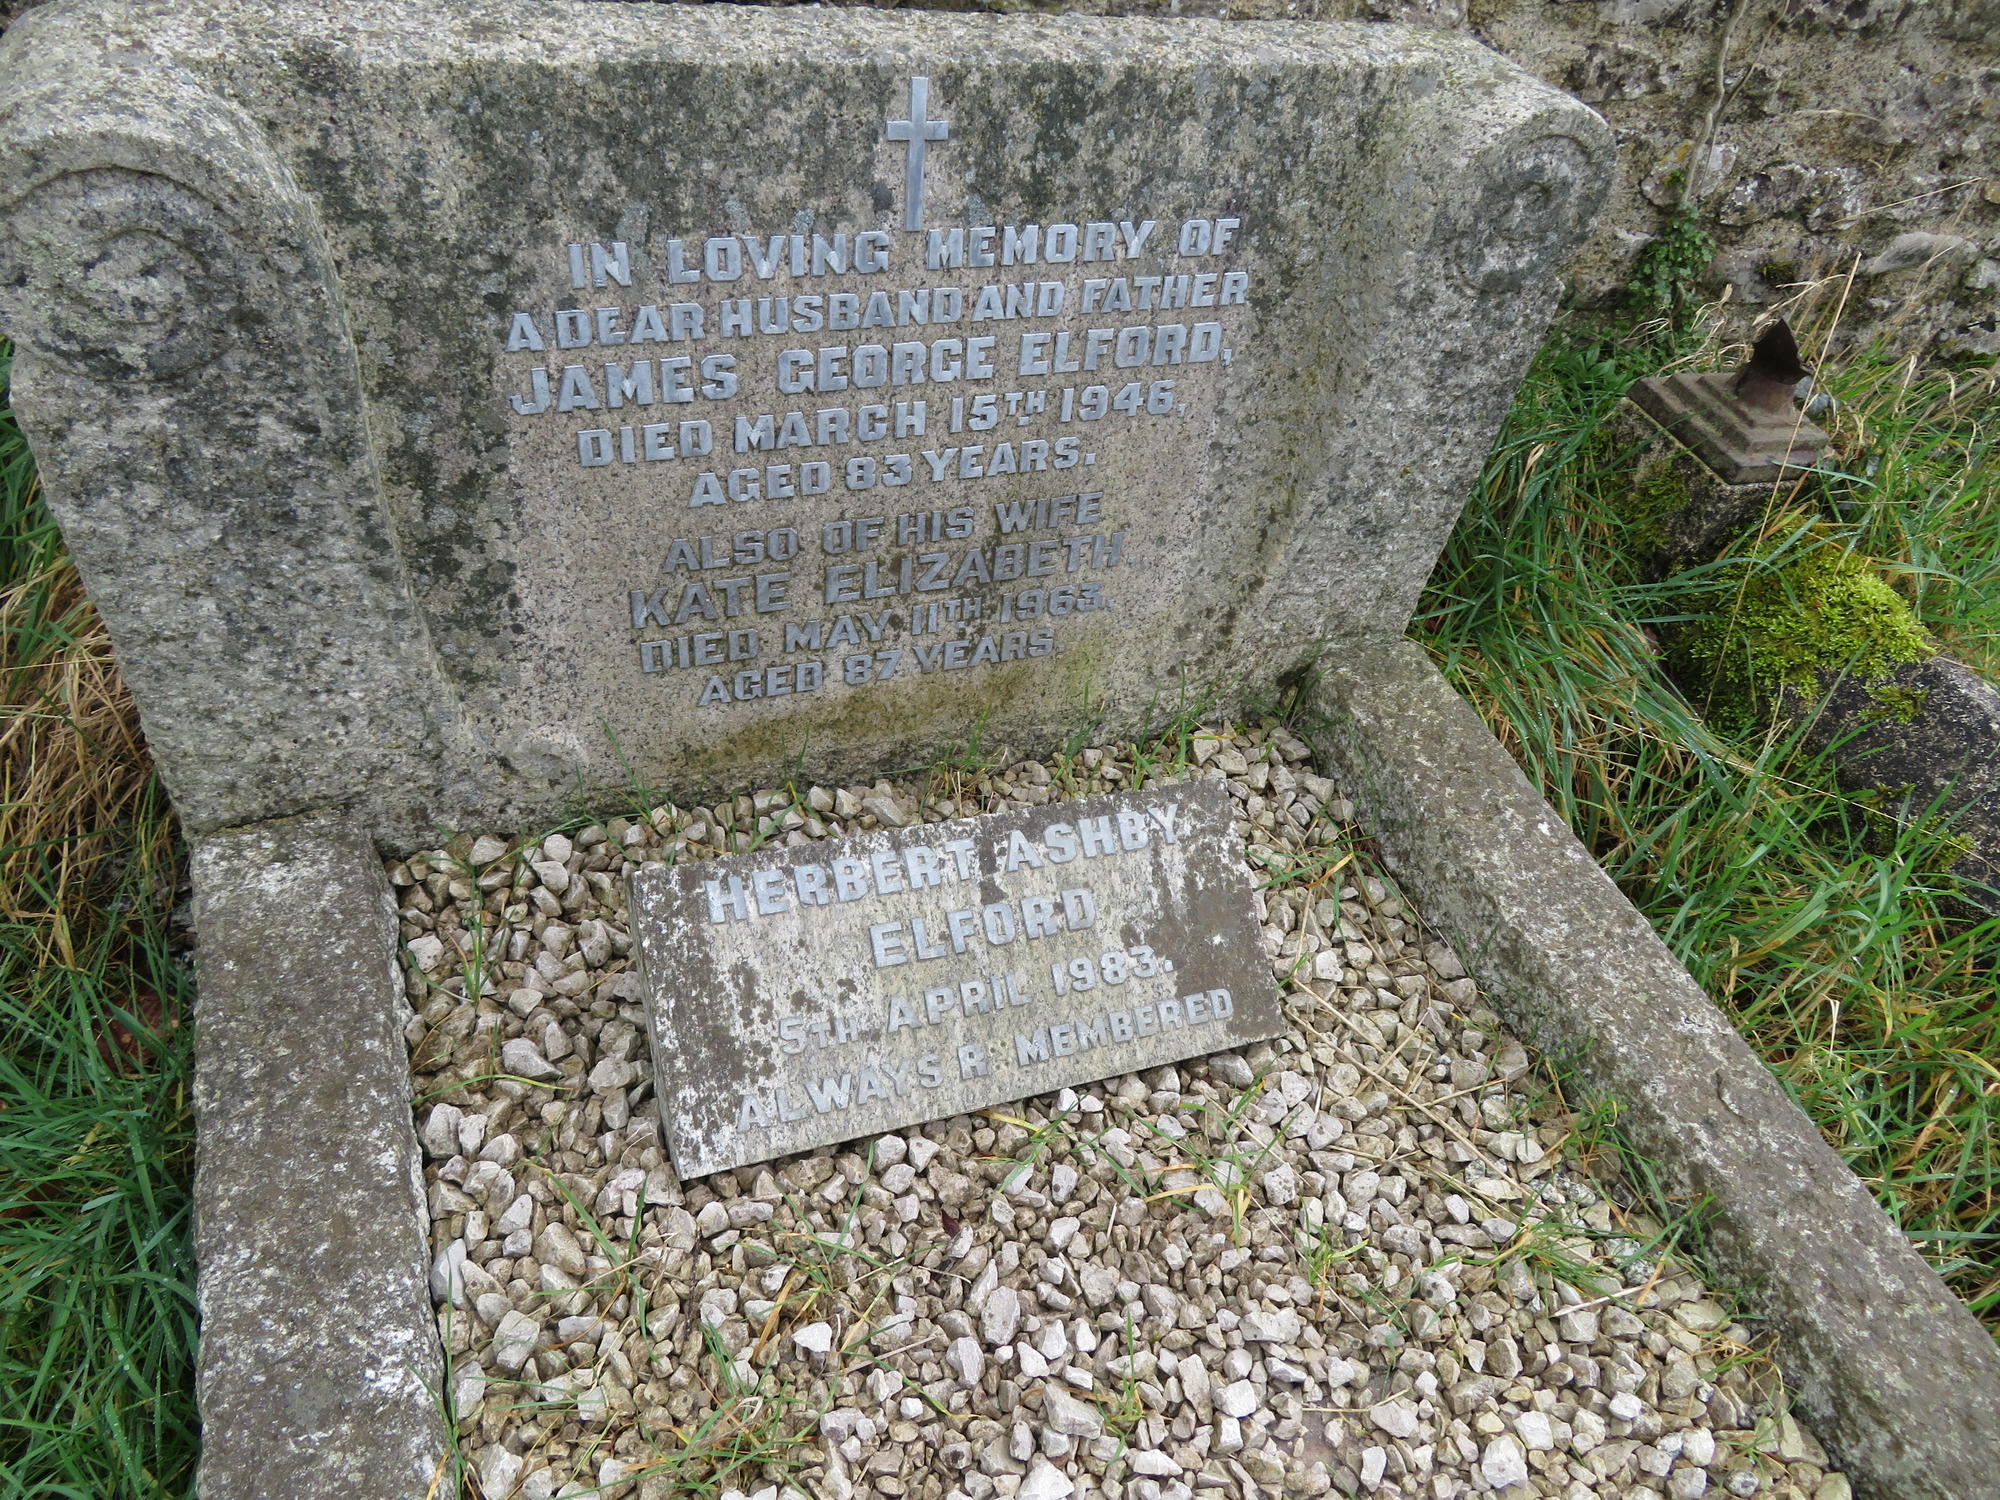 IN LOVING MEMORY OF
A DEAR HUSBAND AND FATHER
JAMES GEORGE ELFORD,
DIED MARCH 15TH 1946,
AGED 83 YEARS.
ALSO OF HIS WIFE
KATE ELIZABETH.
DIED MAY 11TH 1963.
AGED 87 YEARS.
HERBERT ASHBY
ELFORD
5TH APRIL 1983.
ALWAYS R MEMBERED